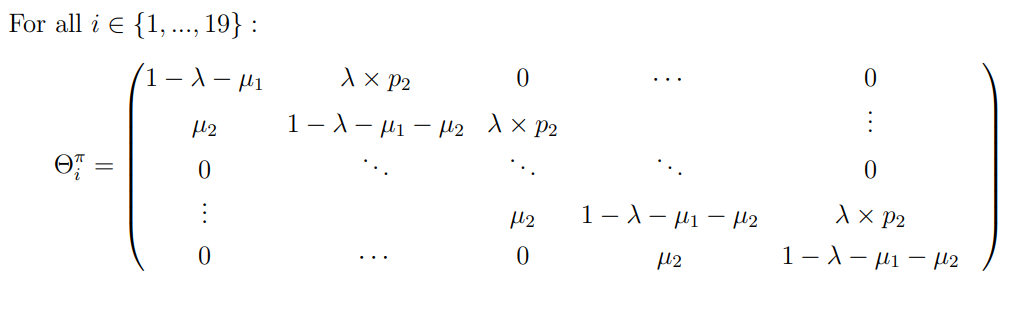 For all i ∈ {1, ..., 19} :
1 − λ − μ₁ λ × p₂ 0 ⋯ 0
μ₂ 1 − λ − μ₁ − μ₂ λ × p₂ ⋮
Θᵢ^π = 0 ⋱ ⋱ ⋱ 0
⋮ μ₂ 1 − λ − μ₁ − μ₂ λ × p₂
0 ⋯ 0 μ₂ 1 − λ − μ₁ − μ₂